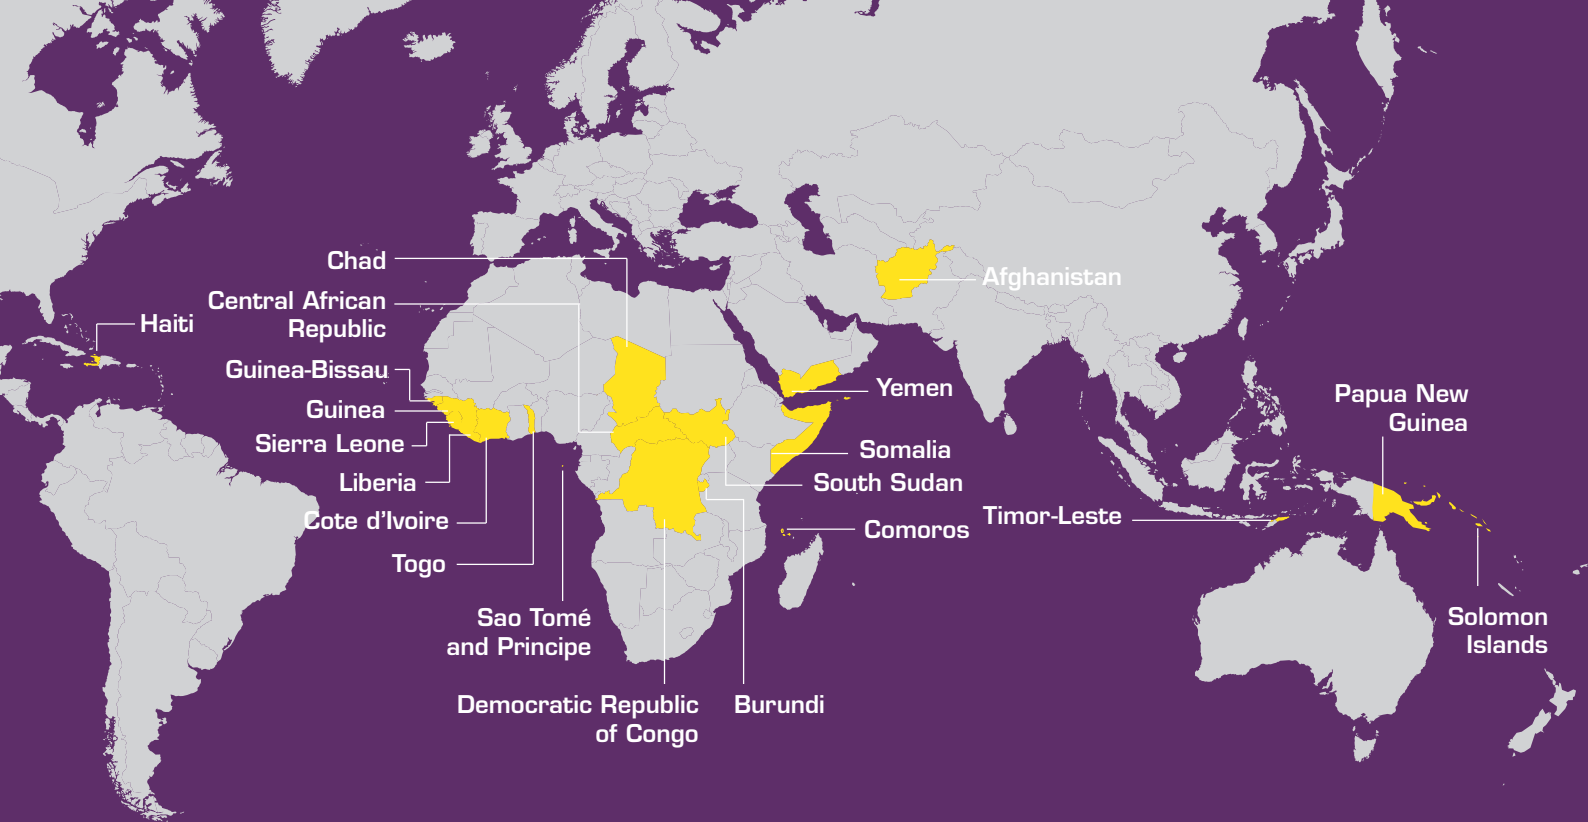 Chad
Central African
Republic
Haiti
Guinea-Bissau
Guinea
Sierra Leone
Liberia
Cote d'Ivoire
Togo
Sao Tomé
and Principe
Democratic Republic
of Congo
Burundi
Afghanistan
Yemen
Somalia
South Sudan
Comoros
Timor-Leste
Papua New
Guinea
Solomon
Islands